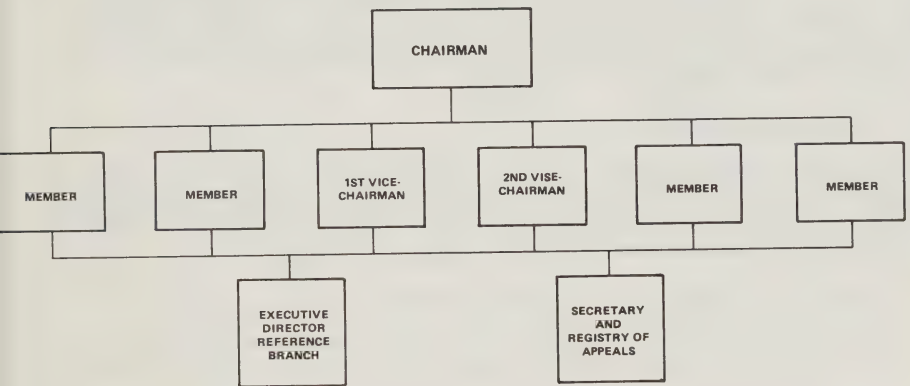 CHAIRMAN
MEMBER
MEMBER
1ST VICE-
CHAIRMAN
2ND VISE-
CHAIRMAN
MEMBER
MEMBER
EXECUTIVE
DIRECTOR
REFERENCE
BRANCH
SECRETARY
AND
REGISTRY OF
APPEALS